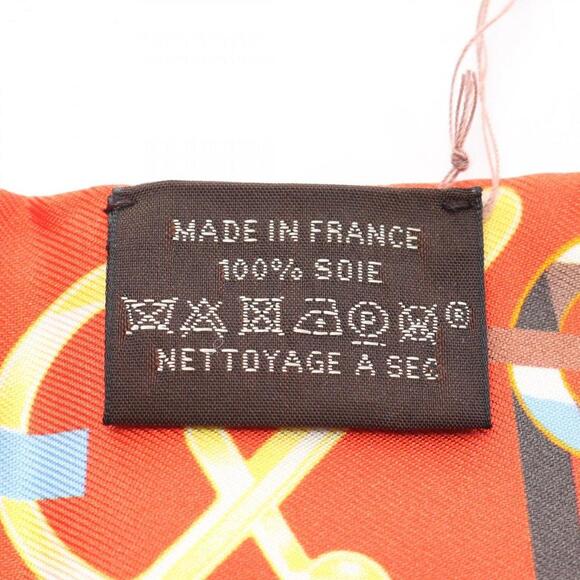 MADE IN FRANCE
100% SOIE
P ®
NETTOYAGE A SEC